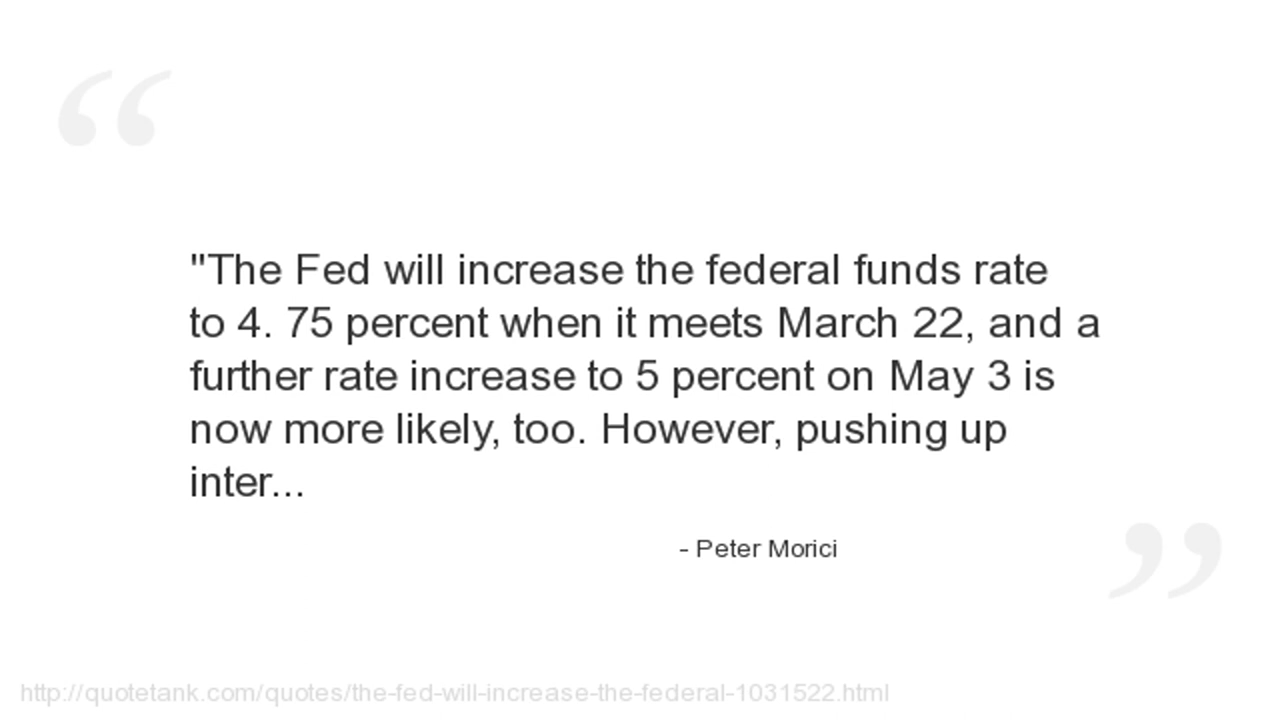 "The Fed will increase the federal funds rate
to 4. 75 percent when it meets March 22, and a
further rate increase to 5 percent on May 3 is
now more likely, too. However, pushing up
inter...
- Peter Morici
http://quotetank.com/quotes/the-fed-will-increase-the-federal-1031522.html